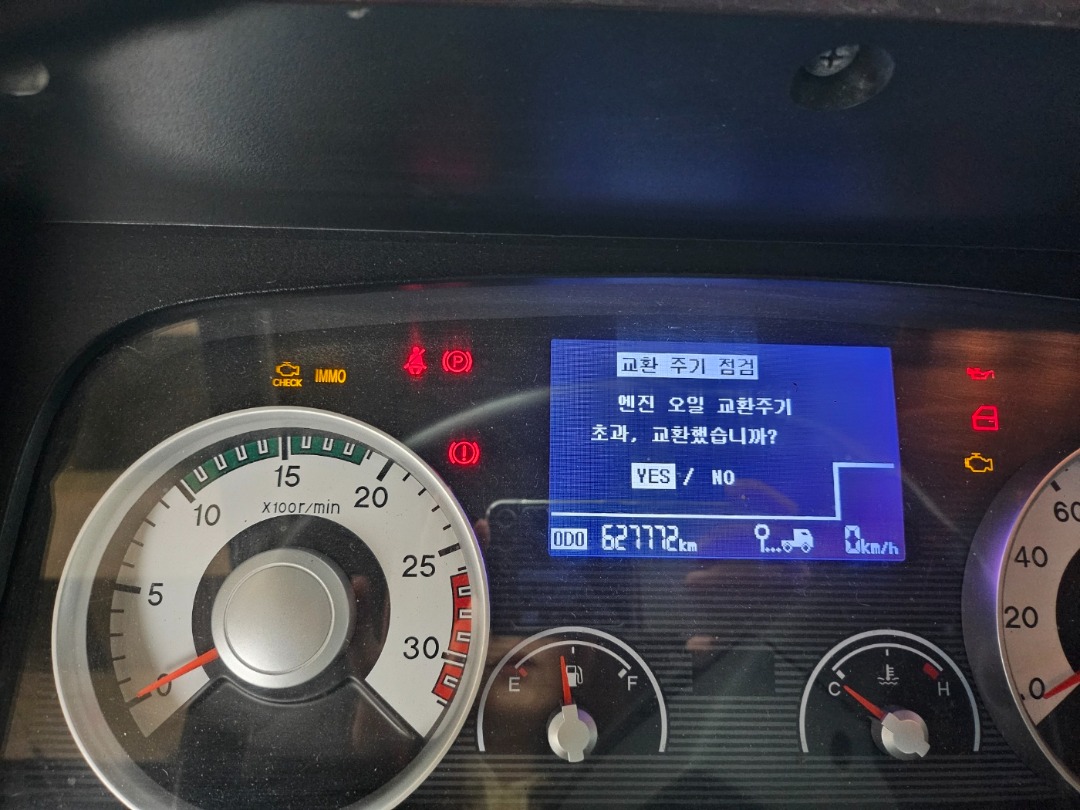 교환 주기 점검
엔진 오일 교환주기
초과, 교환했습니까?
YES / NO
ODO 627772km 0km/h
CHECK IMMO
P
0 5 10 15 20 25 30
X100r/min
E F
C H
0 20 40 60